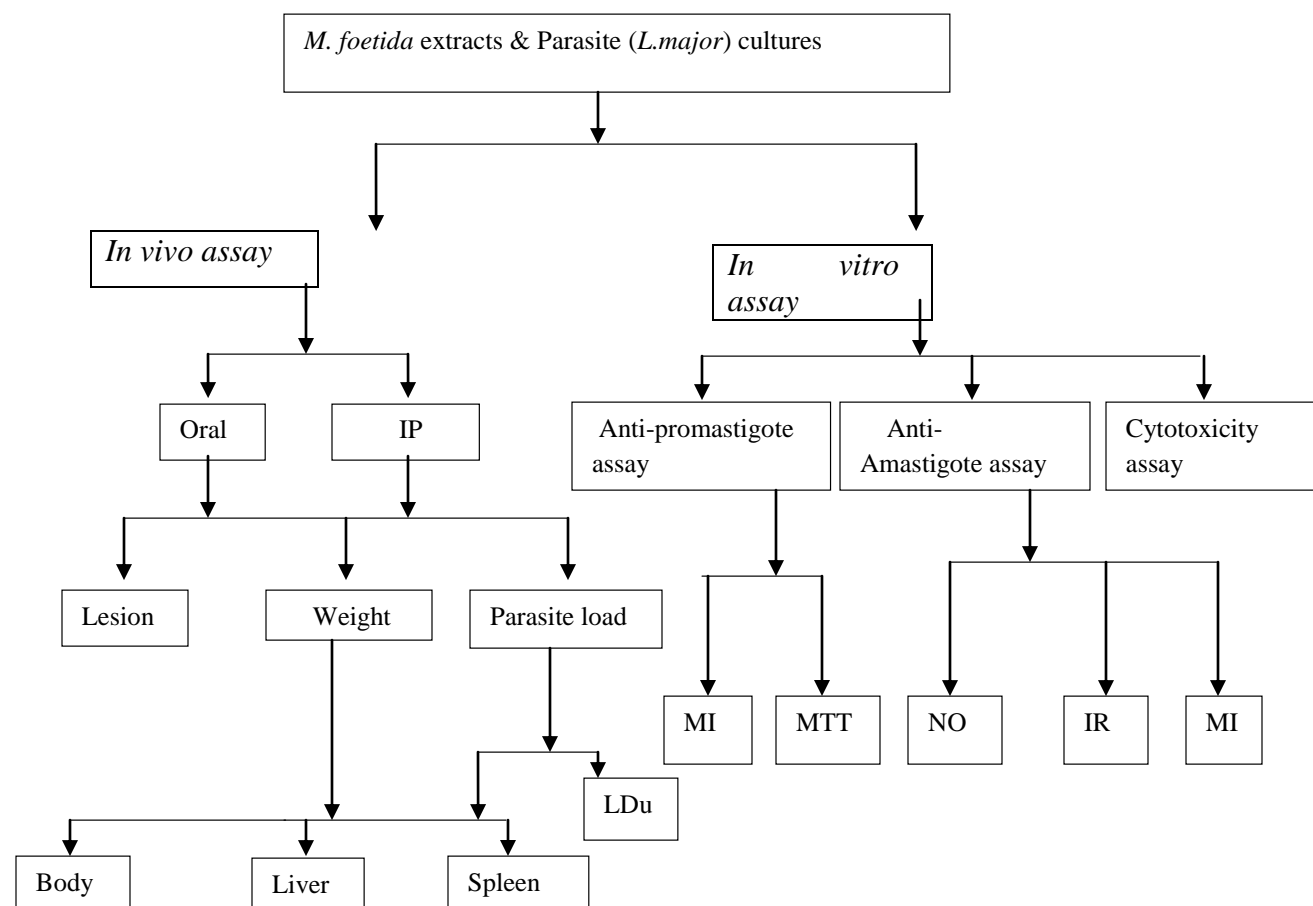 M. foetida extracts & Parasite (L.major) cultures
In vivo assay
In vitro
assay
Oral
IP
Anti-promastigote
assay
Anti-
Amastigote assay
Cytotoxicity
assay
Lesion
Weight
Parasite load
MI
MTT
NO
IR
MI
LDu
Body
Liver
Spleen